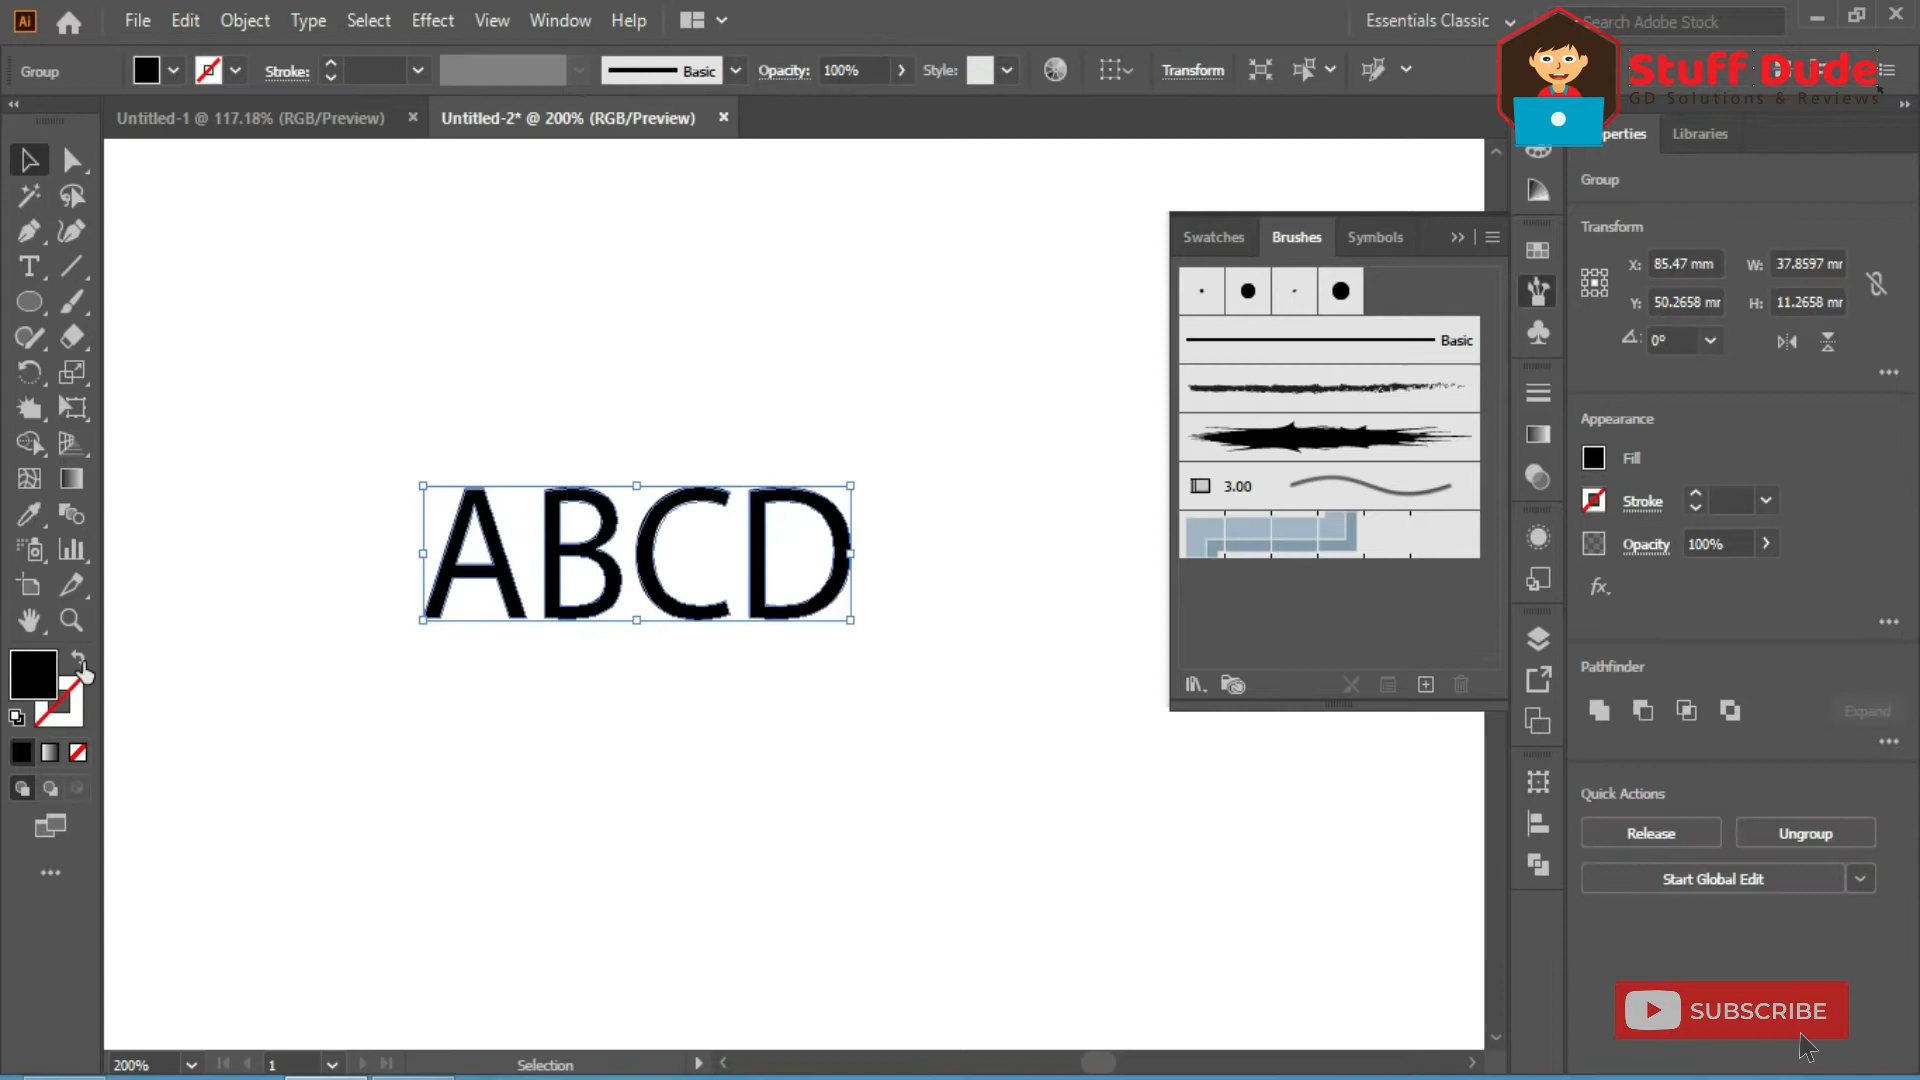 Ai File Edit Object Type Select Effect View Window Help Essentials Classic Search Adobe Stock
Group Stroke: Basic Opacity: 100% Style: Transform
Stuff Dude
GD Solutions & Reviews
Untitled-1 @ 117.18% (RGB/Preview) Untitled-2* @ 200% (RGB/Preview)
perties Libraries
Group
Transform
X: 85.47 mm W: 37.8597 mr
Y: 50.2658 mr H: 11.2658 mr
0°
Swatches Brushes Symbols
Basic
3.00
ABCD
Appearance
Fill
Stroke
Opacity 100%
fx.
Pathfinder
Expand
Quick Actions
Release Ungroup
Start Global Edit
SUBSCRIBE
200% 1 Selection